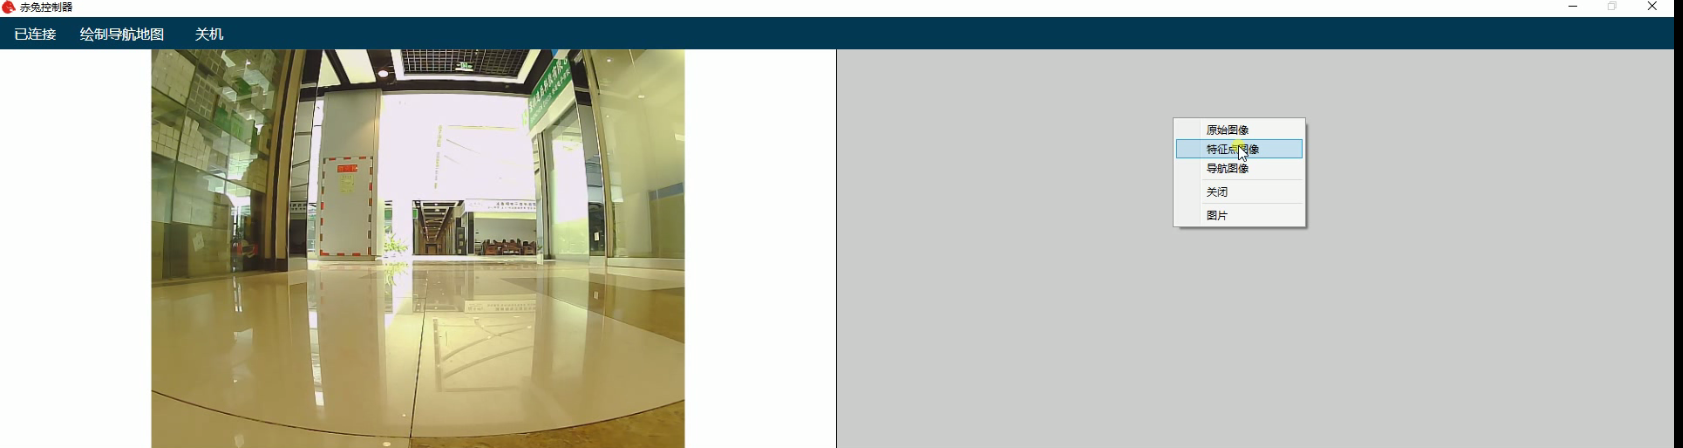 赤兔控制器
已连接 绘制导航地图 关机
原始图像
特征点图像
导航图像
关闭
图片